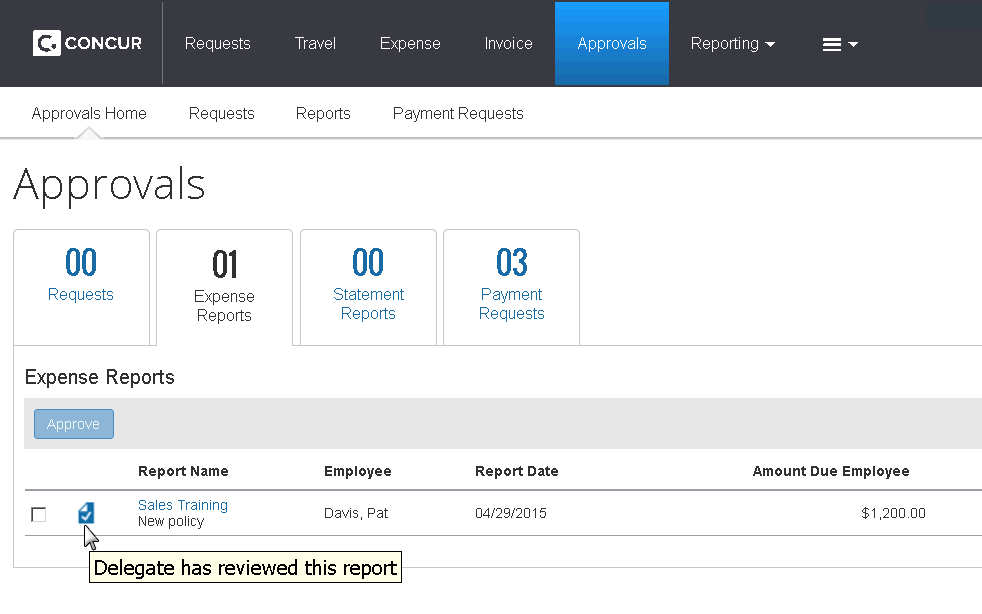 CONCUR Requests Travel Expense Invoice Approvals Reporting
Approvals Home Requests Reports Payment Requests
Approvals
00 01 00 03
Requests Expense Reports Statement Reports Payment Requests
Expense Reports
Approve
Report Name Employee Report Date Amount Due Employee
Sales Training Davis, Pat 04/29/2015 $1,200.00
New policy
Delegate has reviewed this report